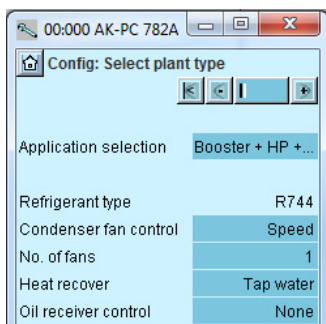 00:000 AK-PC 782A
Config: Select plant type
Application selection Booster + HP +...
Refrigerant type R744
Condenser fan control Speed
No. of fans 1
Heat recover Tap water
Oil receiver control None